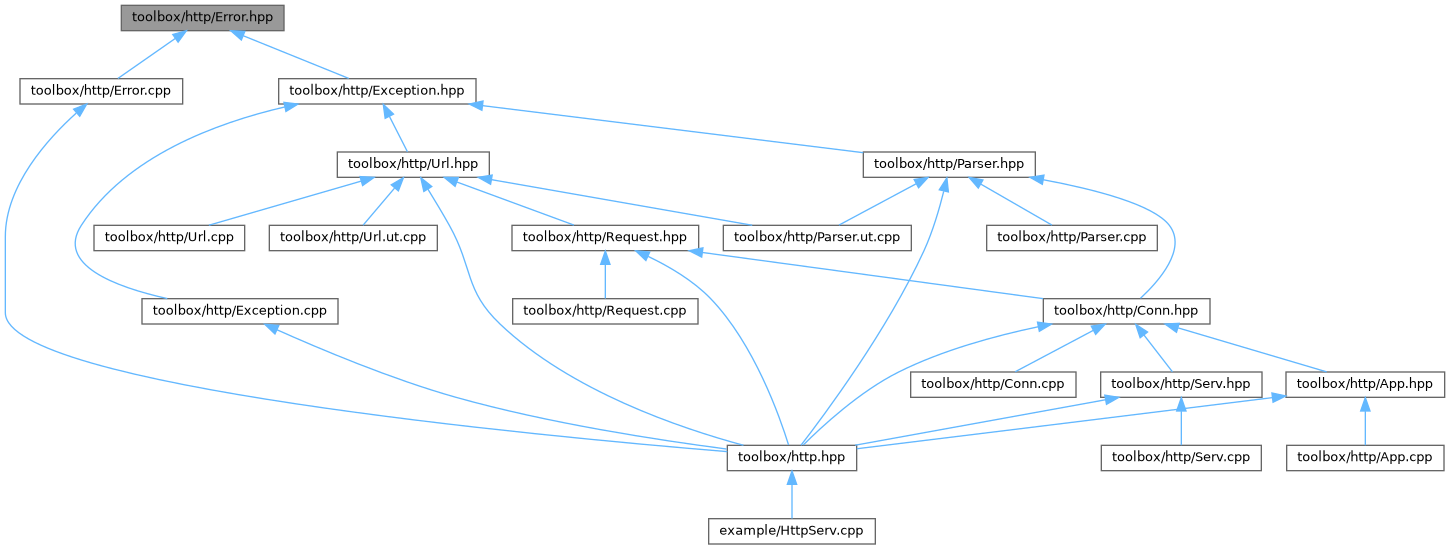 toolbox/http/Error.hpp
toolbox/http/Error.cpp
toolbox/http/Exception.hpp
toolbox/http/Url.hpp
toolbox/http/Parser.hpp
toolbox/http/Url.cpp
toolbox/http/Url.ut.cpp
toolbox/http/Request.hpp
toolbox/http/Parser.ut.cpp
toolbox/http/Parser.cpp
toolbox/http/Exception.cpp
toolbox/http/Request.cpp
toolbox/http/Conn.hpp
toolbox/http/Conn.cpp
toolbox/http/Serv.hpp
toolbox/http/App.hpp
toolbox/http.hpp
toolbox/http/Serv.cpp
toolbox/http/App.cpp
example/HttpServ.cpp